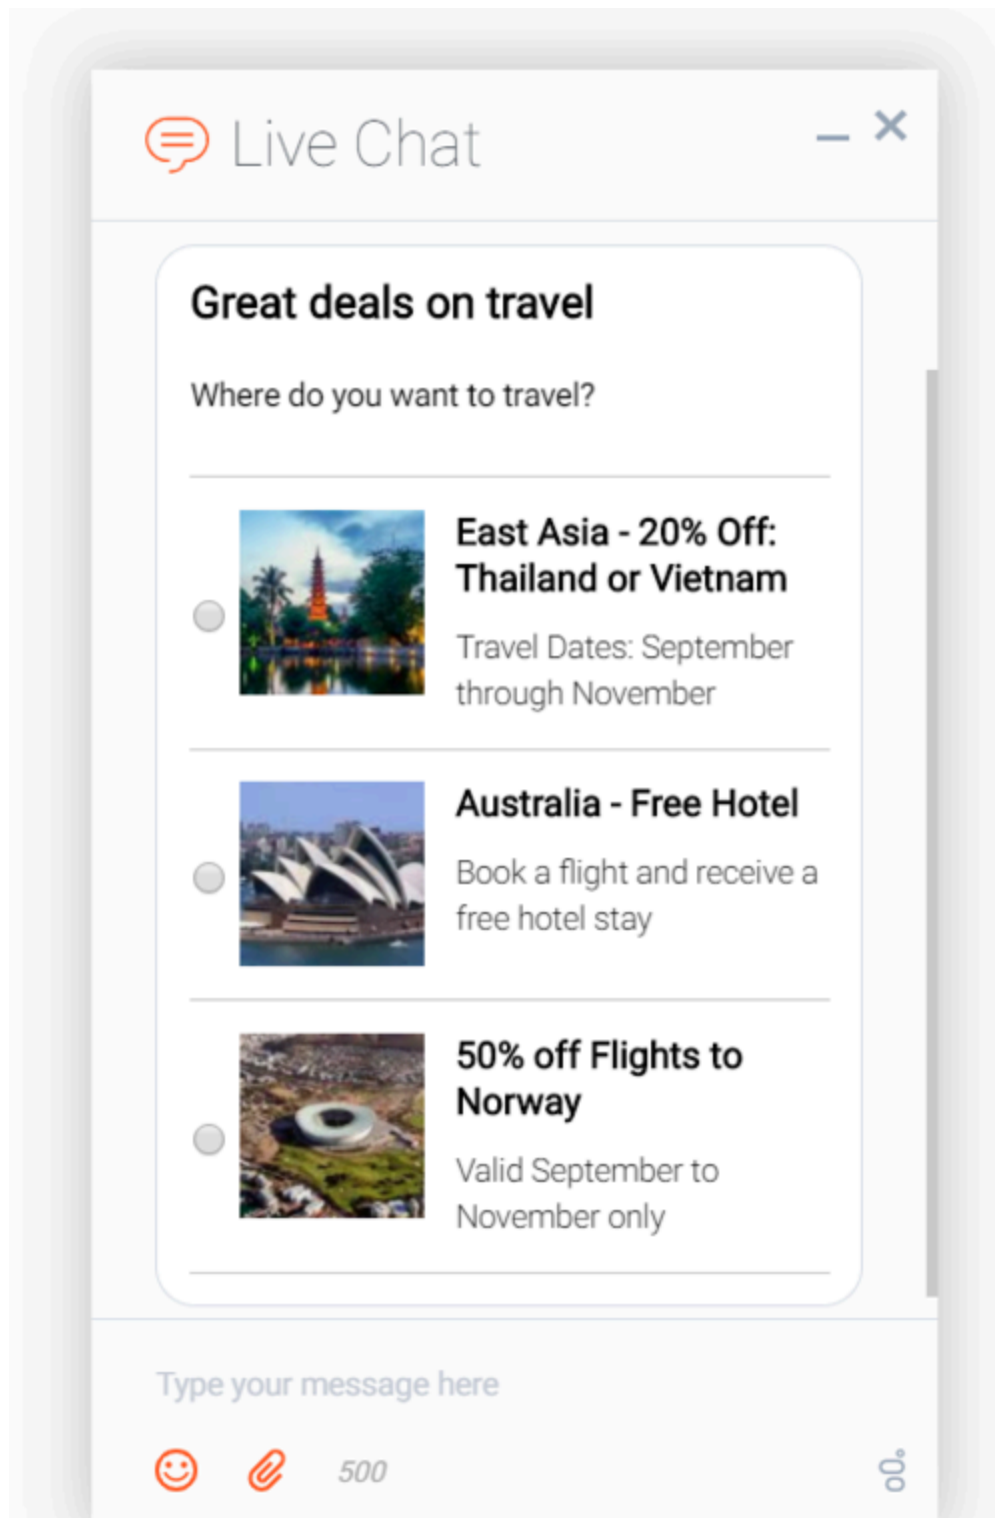 Live Chat
Great deals on travel
Where do you want to travel?
East Asia - 20% Off:
Thailand or Vietnam
Travel Dates: September
through November
Australia - Free Hotel
Book a flight and receive a
free hotel stay
50% off Flights to
Norway
Valid September to
November only
Type your message here
500